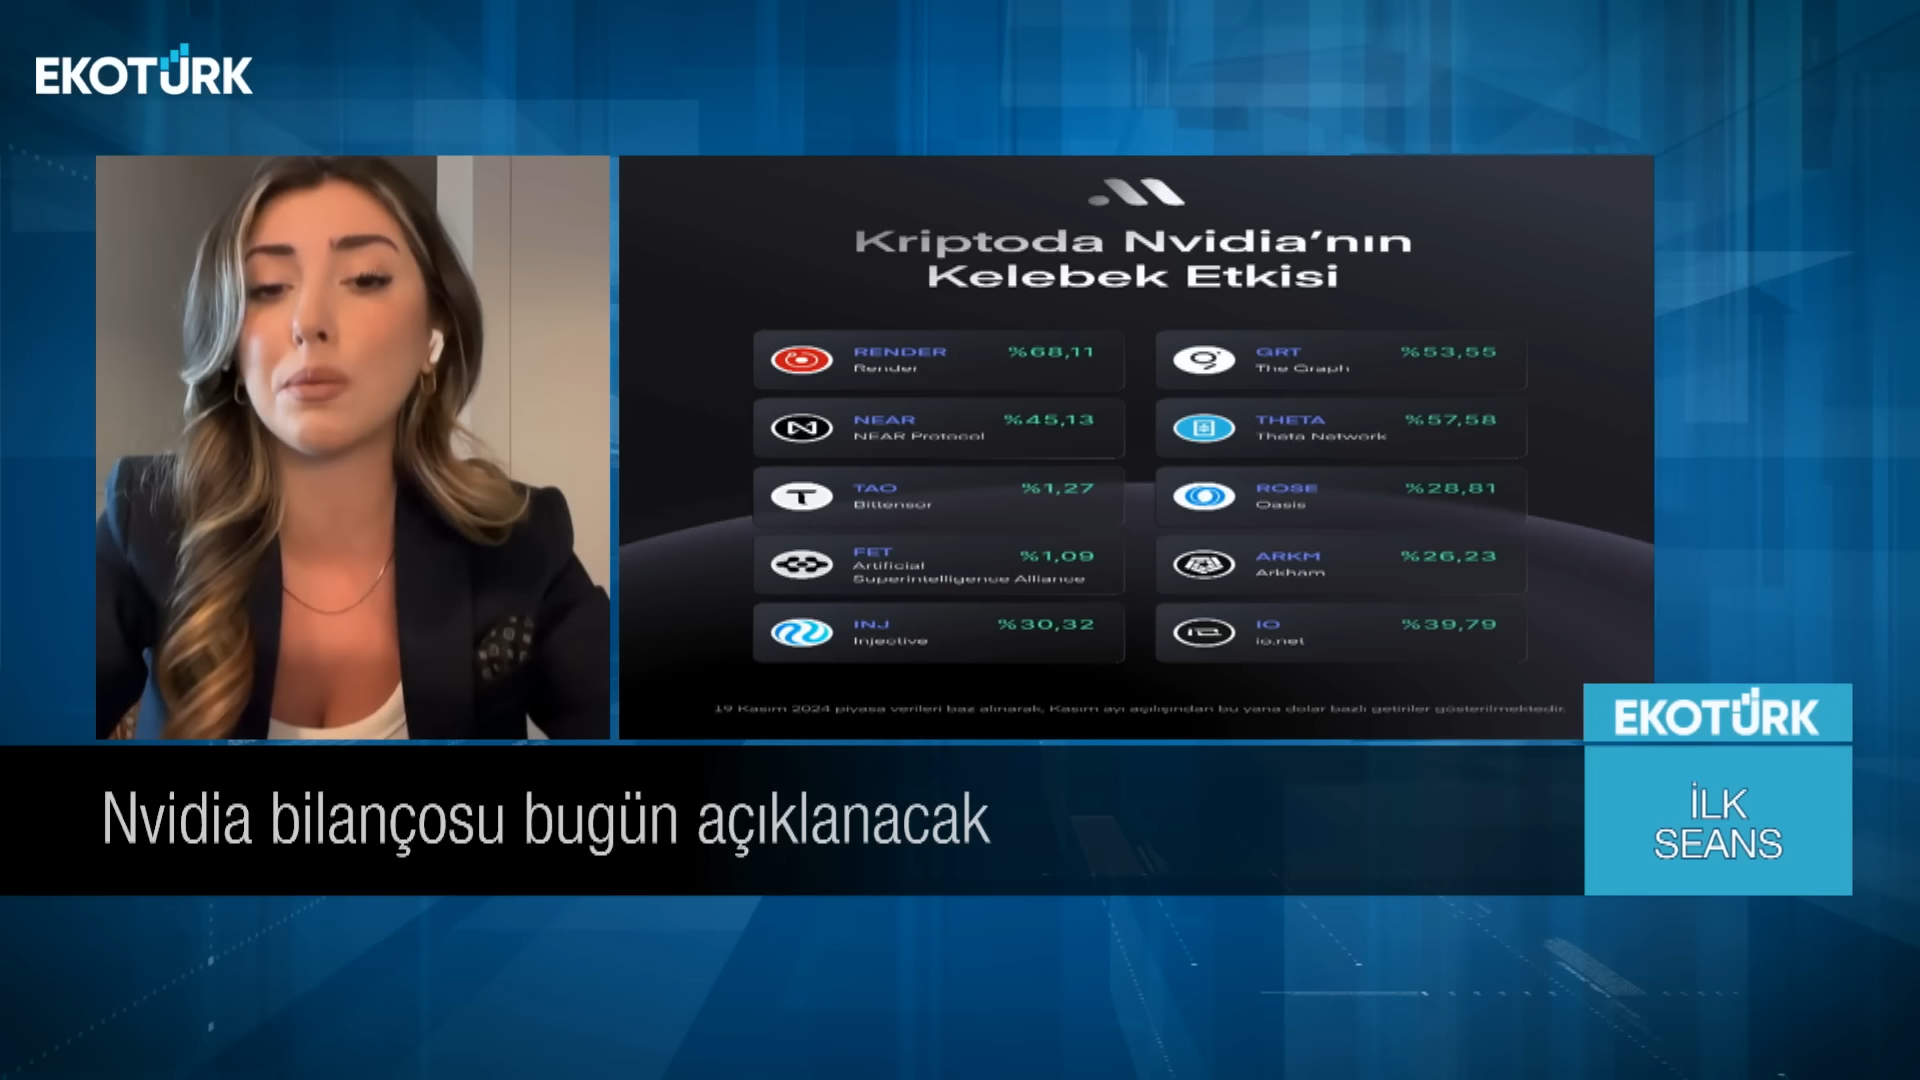 EKOTÜRK
Kriptoda Nvidia’nın
Kelebek Etkisi
RENDER %68,11
Render
NEAR %45,13
NEAR Protocol
TAO %1,27
Bittensor
FET %1,09
Artificial
Superintelligence Alliance
INJ %30,32
Injective
GRT %53,55
The Graph
THETA %57,58
Theta Network
ROSE %28,81
Oasis
ARKM %26,23
Arkham
IO %39,79
io.net
19 Kasım 2024 piyasa verileri baz alınarak, Kasım ayı açılışından bu yana dolar bazlı getiriler gösterilmektedir.
EKOTÜRK
Nvidia bilançosu bugün açıklanacak
İLK
SEANS